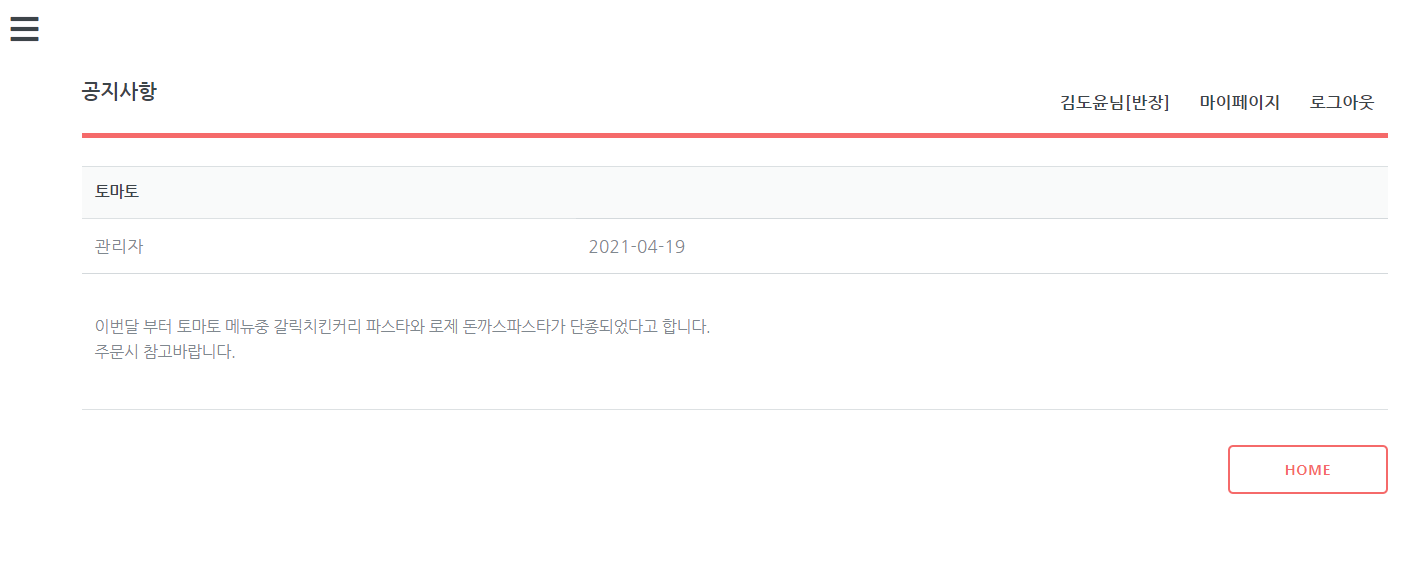 공지사항
김도윤님[반장] 마이페이지 로그아웃
토마토
관리자 2021-04-19
이번달 부터 토마토 메뉴중 갈릭치킨커리 파스타와 로제 돈까스파스타가 단종되었다고 합니다.
주문시 참고바랍니다.
HOME